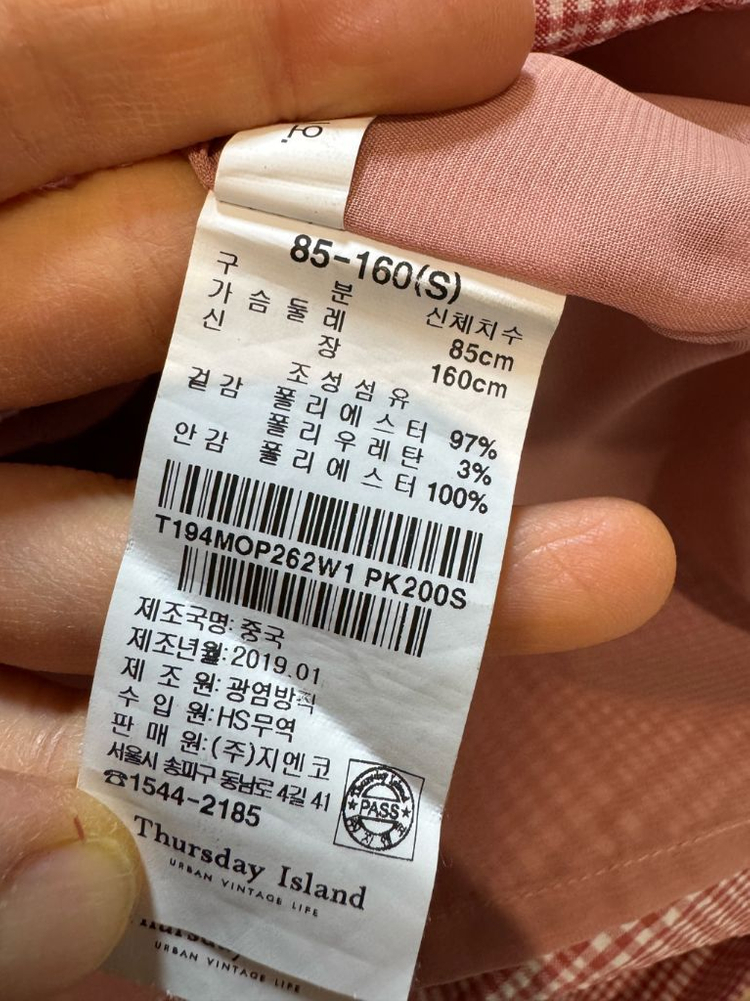 85-160(S)
구 분 신체치수
가 슴 둘 레 85cm
신 장 160cm
조 성 섬 유
겉 감 폴 리 에 스 터 97%
폴 리 우 레 탄 3%
안 감 폴 리 에 스 터 100%
T194MOP262W1 PK200S
제조국명: 중국
제조년월: 2019.01
제 조 원: 광염방직
수 입 원: HS무역
판 매 원: (주)지엔코
서울시 송파구 동남로 4길 41
☎1544-2185
Thursday Island
PASS
Thursday Island
URBAN VINTAGE LIFE
Thursday
URBAN VINTAGE LIFE